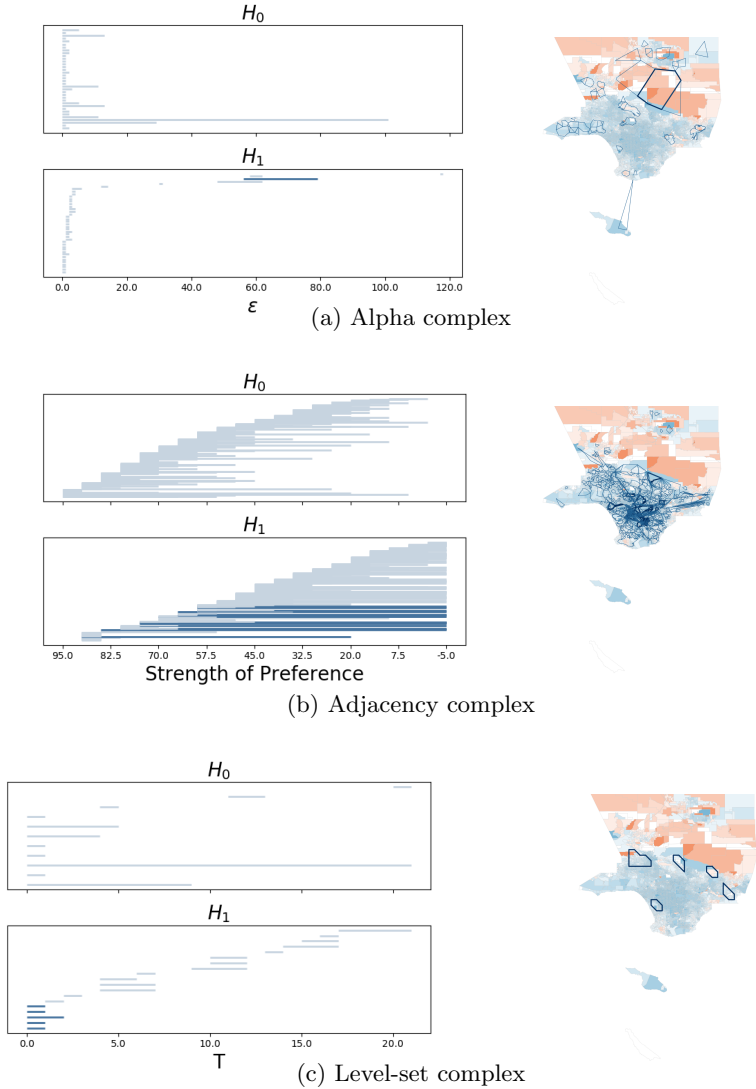 H₀
H₁
0.0 20.0 40.0 60.0 80.0 100.0 120.0
ε
(a) Alpha complex
H₀
H₁
95.0 82.5 70.0 57.5 45.0 32.5 20.0 7.5 -5.0
Strength of Preference
(b) Adjacency complex
H₀
H₁
0.0 5.0 10.0 15.0 20.0
T
(c) Level-set complex